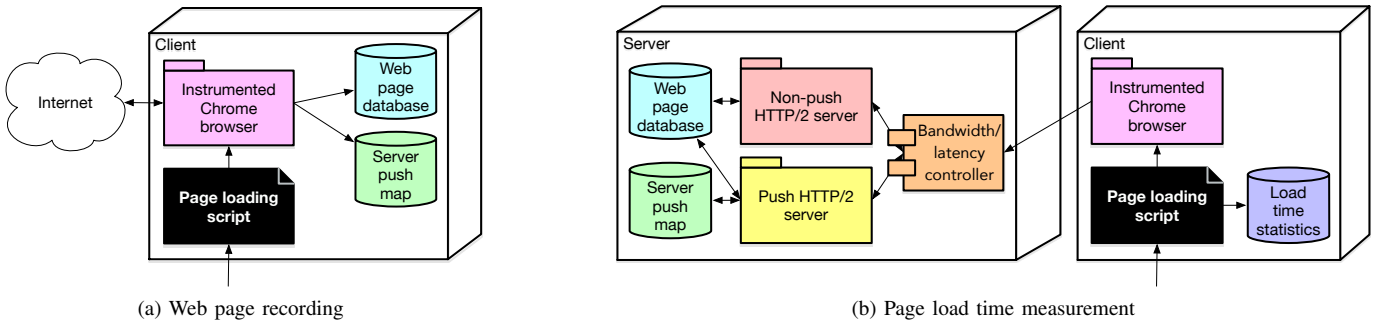 Client
Internet
Instrumented
Chrome
browser
Web
page
database
Server
push
map
Page loading
script
(a) Web page recording
Server
Web
page
database
Non-push
HTTP/2 server
Bandwidth/
latency
controller
Server
push
map
Push HTTP/2
server
Client
Instrumented
Chrome
browser
Page loading
script
Load
time
statistics
(b) Page load time measurement